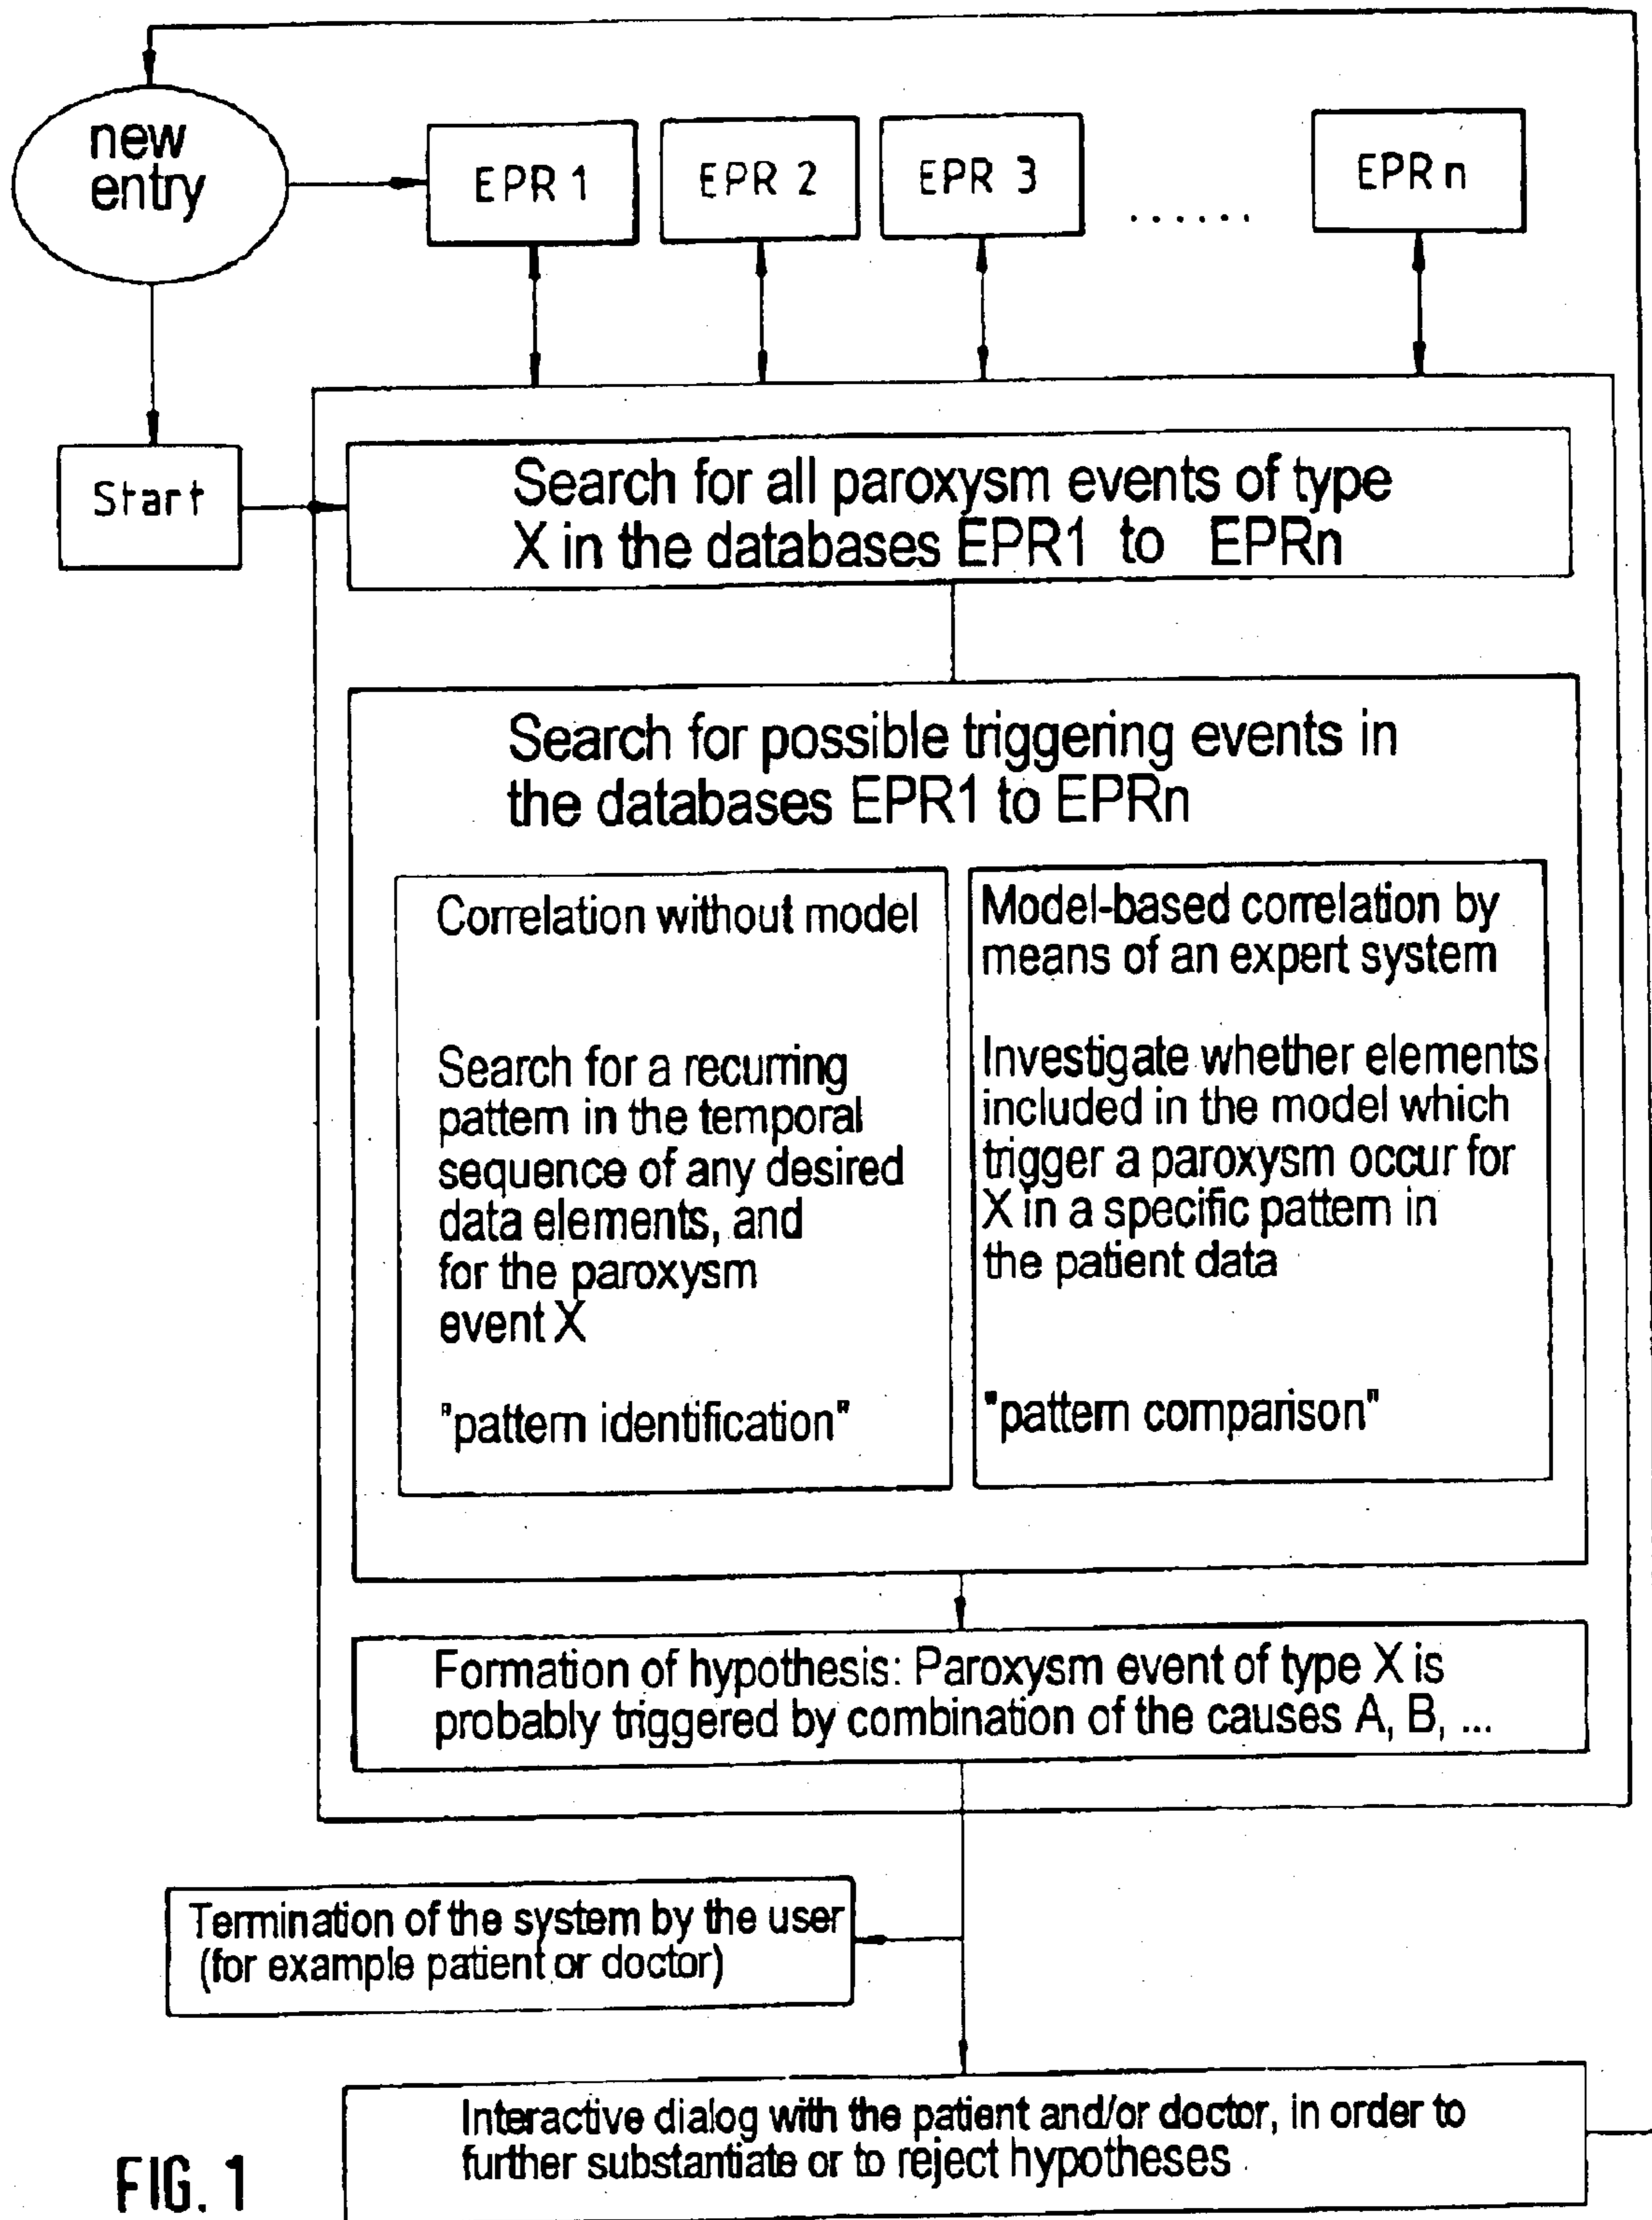 new
entry
EPR 1
EPR 2
EPR 3
......
EPR n
Start
Search for all paroxysm events of type
X in the databases EPR1 to EPRn
Search for possible triggering events in
the databases EPR1 to EPRn
Correlation without model
Search for a recurring
pattern in the temporal
sequence of any desired
data elements, and
for the paroxysm
event X
"pattern identification"
Model-based correlation by
means of an expert system
Investigate whether elements
included in the model which
trigger a paroxysm occur for
X in a specific pattern in
the patient data
"pattern comparison"
Formation of hypothesis: Paroxysm event of type X is
probably triggered by combination of the causes A, B, ...
Termination of the system by the user
(for example patient or doctor)
Interactive dialog with the patient and/or doctor, in order to
further substantiate or to reject hypotheses
FIG. 1